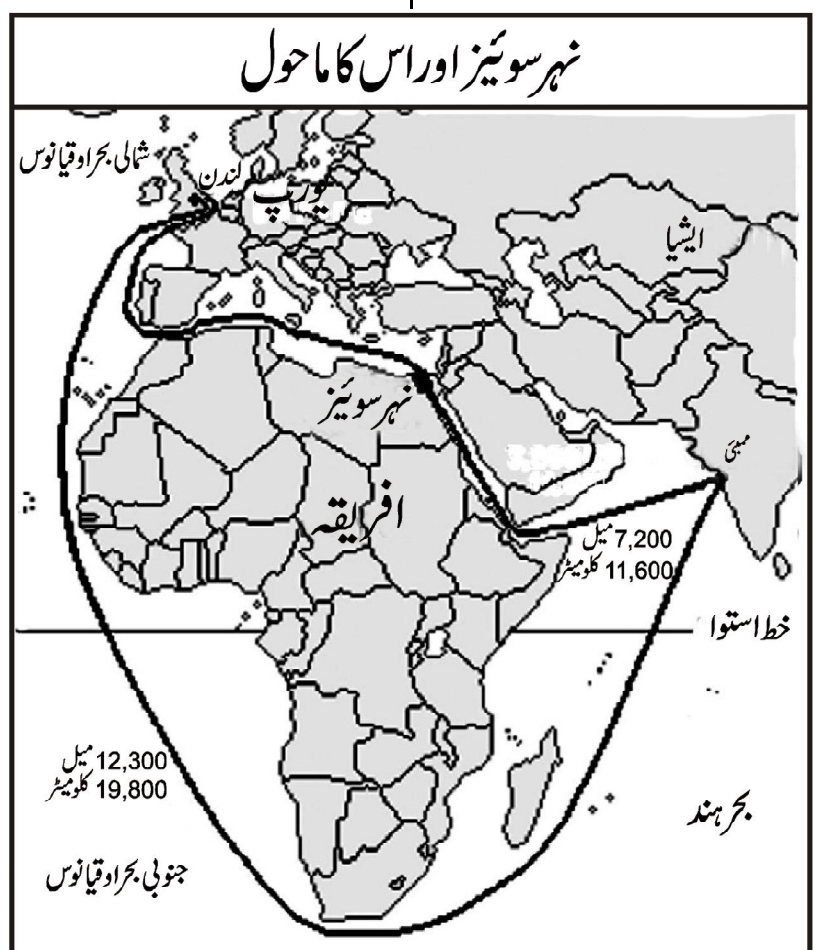 نہر سوئیز اور اس کا ماحول
شمالی بحر اوقیانوس
لندن
یورپ
ایشیا
نہر سوئیز
ممبئی
افریقہ
7,200 میل
11,600 کلومیٹر
خط استوا
12,300 میل
19,800 کلومیٹر
بحر ہند
جنوبی بحر اوقیانوس